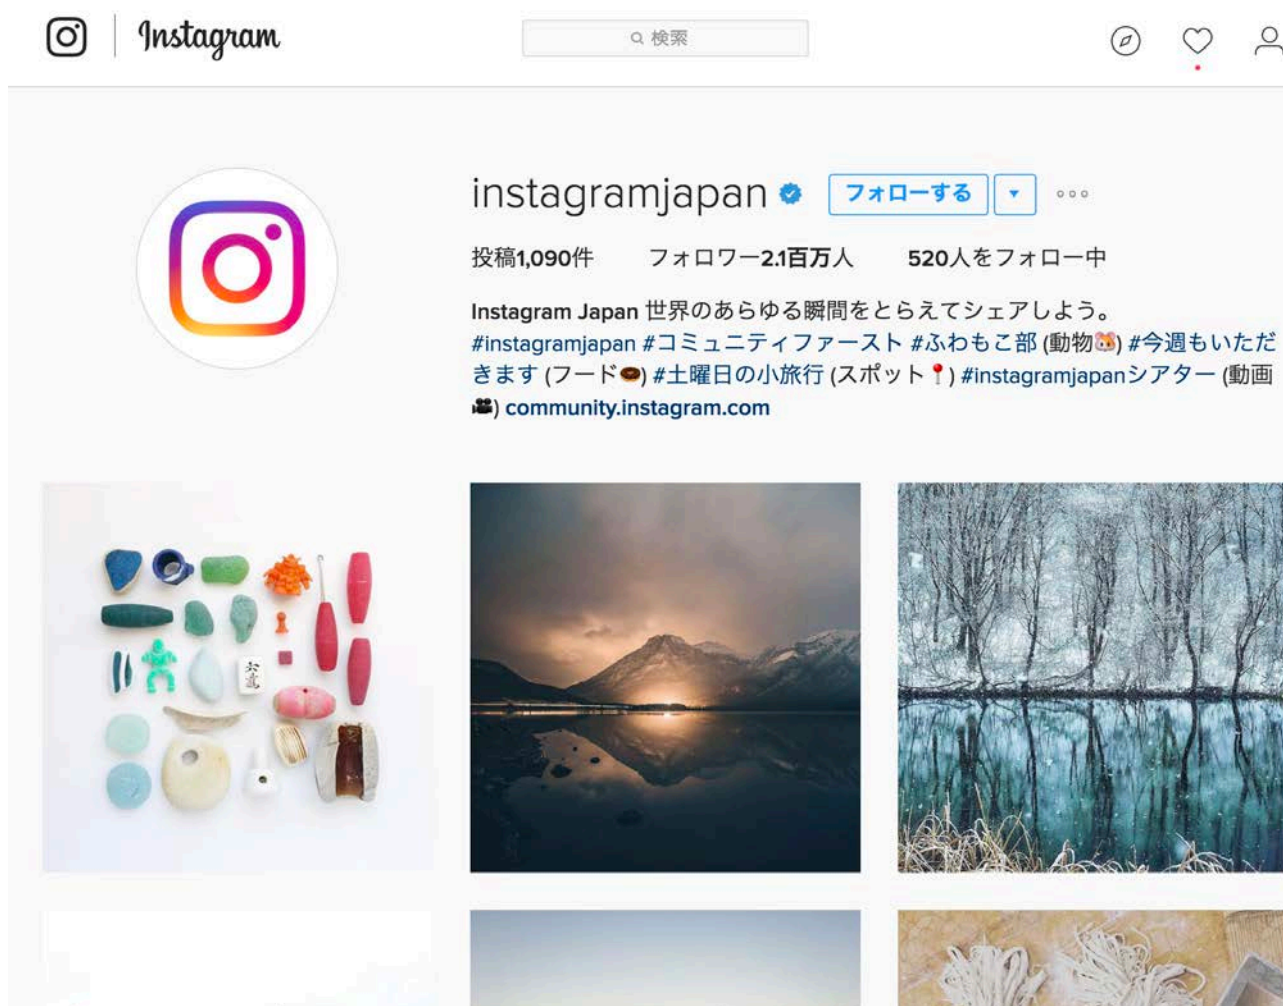 Instagram
検索
instagramjapan フォローする
投稿1,090件 フォロワー2.1百万人 520人をフォロー中
Instagram Japan 世界のあらゆる瞬間をとらえてシェアしよう。
#instagramjapan #コミュニティファースト #ふわもこ部 (動物🐹) #今週もいただ
きます (フード🍩) #土曜日の小旅行 (スポット📍) #instagramjapanシアター (動画
🎥) community.instagram.com